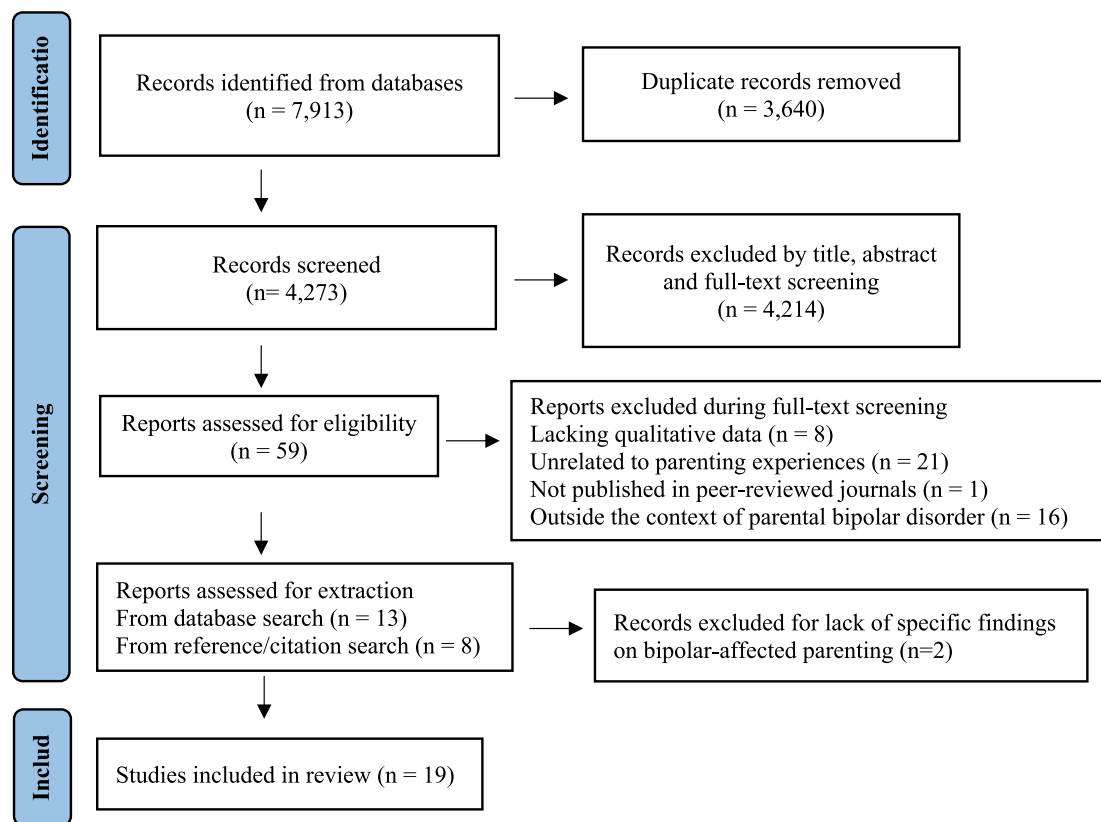 Identificatio
Records identified from databases
(n = 7,913)
Duplicate records removed
(n = 3,640)
Screening
Records screened
(n= 4,273)
Records excluded by title, abstract
and full-text screening
(n = 4,214)
Reports assessed for eligibility
(n = 59)
Reports excluded during full-text screening
Lacking qualitative data (n = 8)
Unrelated to parenting experiences (n = 21)
Not published in peer-reviewed journals (n = 1)
Outside the context of parental bipolar disorder (n = 16)
Reports assessed for extraction
From database search (n = 13)
From reference/citation search (n = 8)
Records excluded for lack of specific findings
on bipolar-affected parenting (n=2)
Includ
Studies included in review (n = 19)